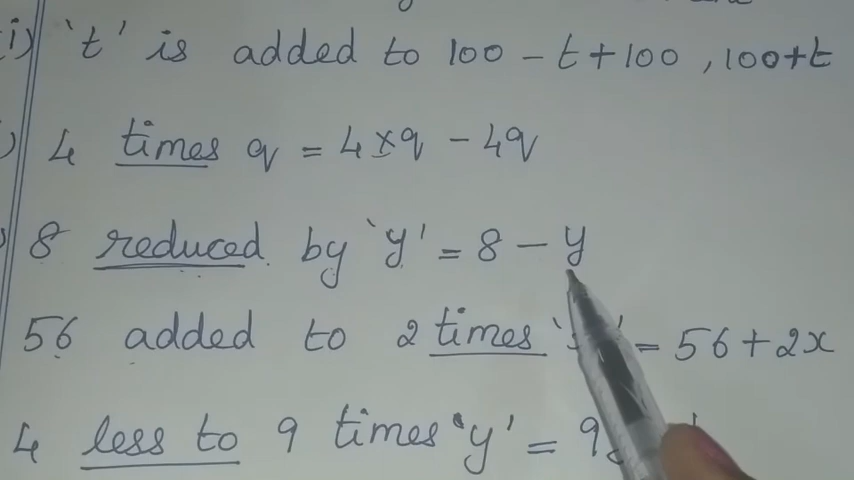 i) 't' is added to 100 - t + 100 , 100+t
) 4 times q = 4 x q - 4q
8 reduced by 'y' = 8 - y
56 added to 2 times = 56 + 2x
4 less to 9 times 'y' = 9